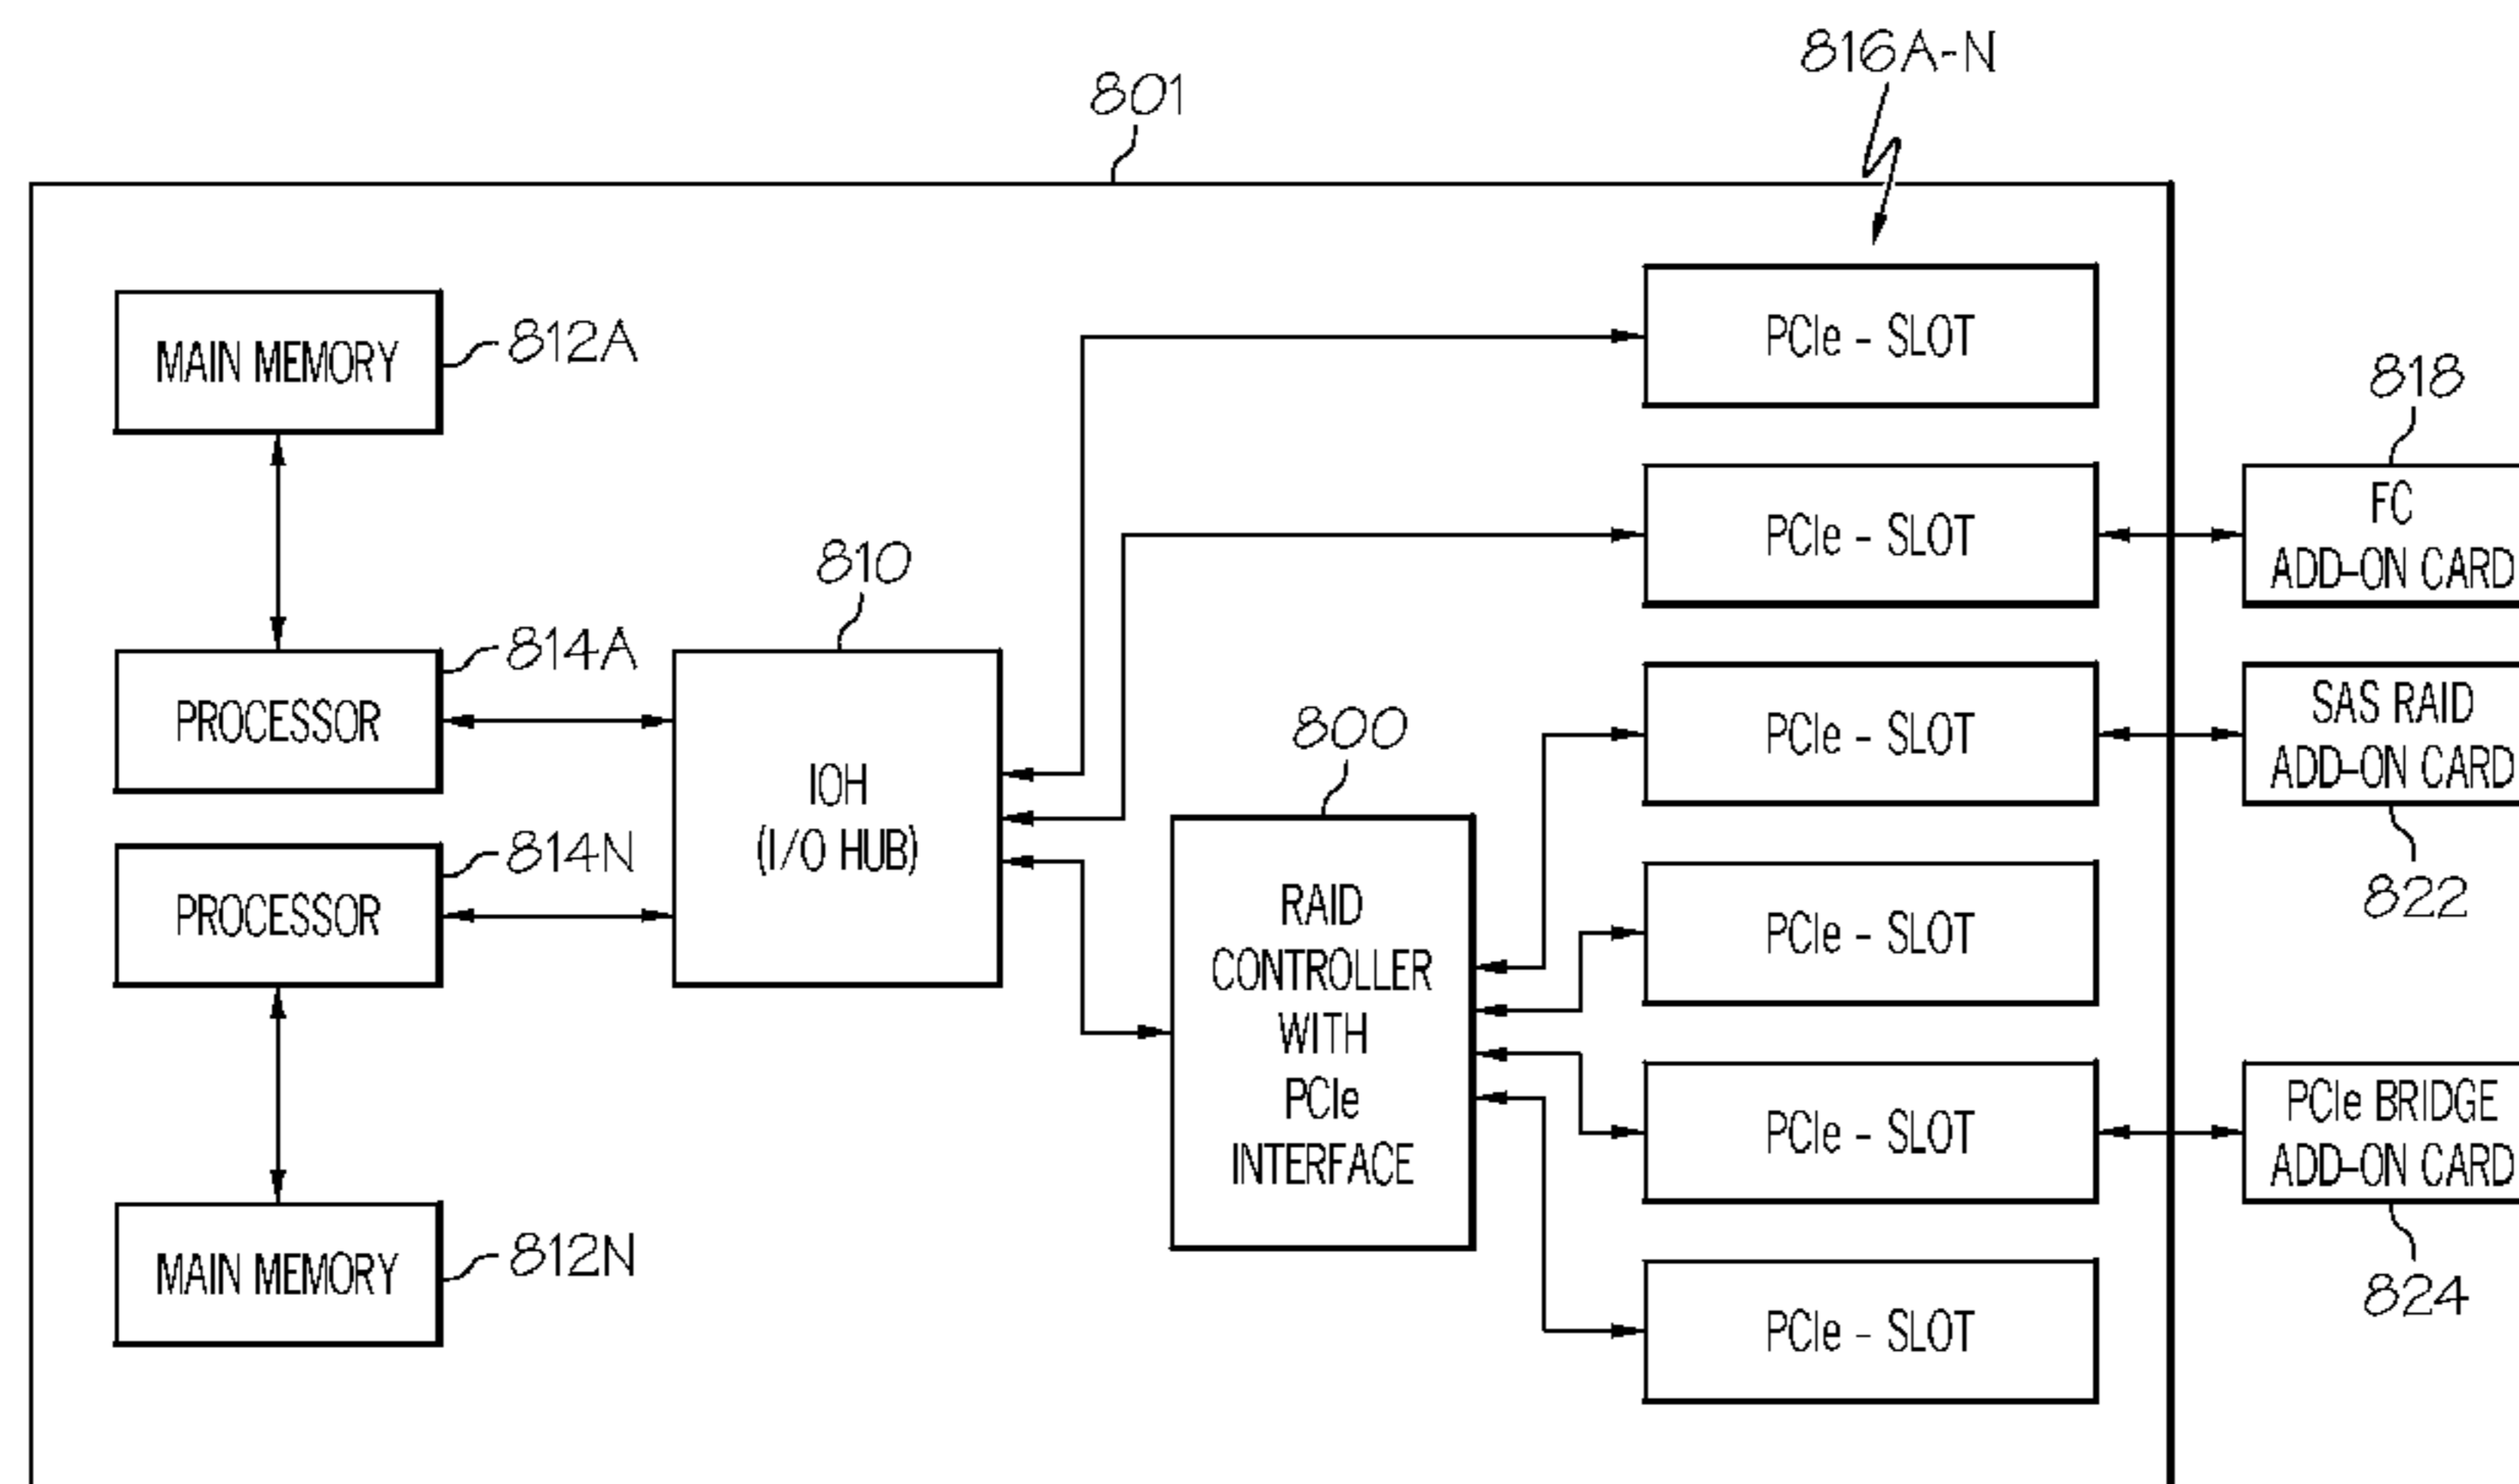 816A-N
801
MAIN MEMORY
812A
PCIe - SLOT
818
PCIe - SLOT
FC
ADD-ON CARD
810
814A
PROCESSOR
IOH
(I/O HUB)
800
PCIe - SLOT
SAS RAID
ADD-ON CARD
822
814N
PROCESSOR
RAID
CONTROLLER
WITH
PCIe
INTERFACE
PCIe - SLOT
PCIe - SLOT
PCIe BRIDGE
ADD-ON CARD
824
MAIN MEMORY
812N
PCIe - SLOT